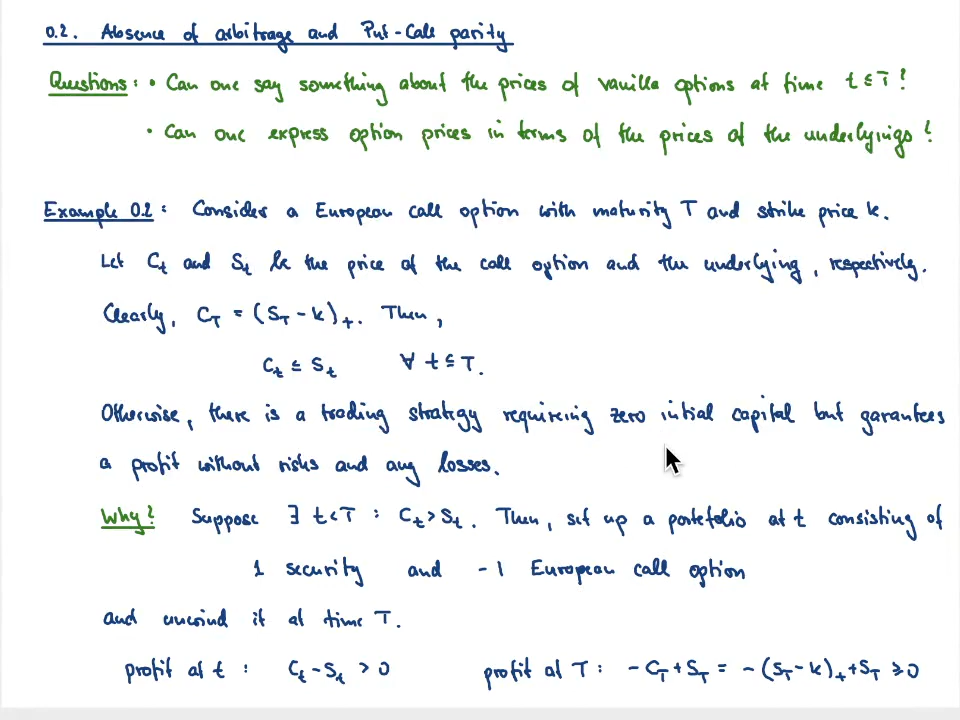 0.2. Absence of arbitrage and Put-Call parity
Questions: • Can one say something about the prices of vanilla options at time t ≤ T?
• Can one express option prices in terms of the prices of the underlyings?
Example 0.2: Consider a European call option with maturity T and strike price K.
Let C_t and S_t be the price of the call option and the underlying, respectively.
Clearly, C_T = (S_T - K)_+. Then,
C_t ≤ S_t ∀ t ≤ T.
Otherwise, there is a trading strategy requireing zero initial capital but garantees
a profit without risks and any losses.
Why? Suppose ∃ t < T : C_t > S_t. Then, set up a portefolio at t consisting of
1 security and -1 European call option
and unwind it at time T.
profit at t : C_t - S_t > 0 profit at T : -C_T + S_T = -(S_T - K)_+ + S_T ≥ 0